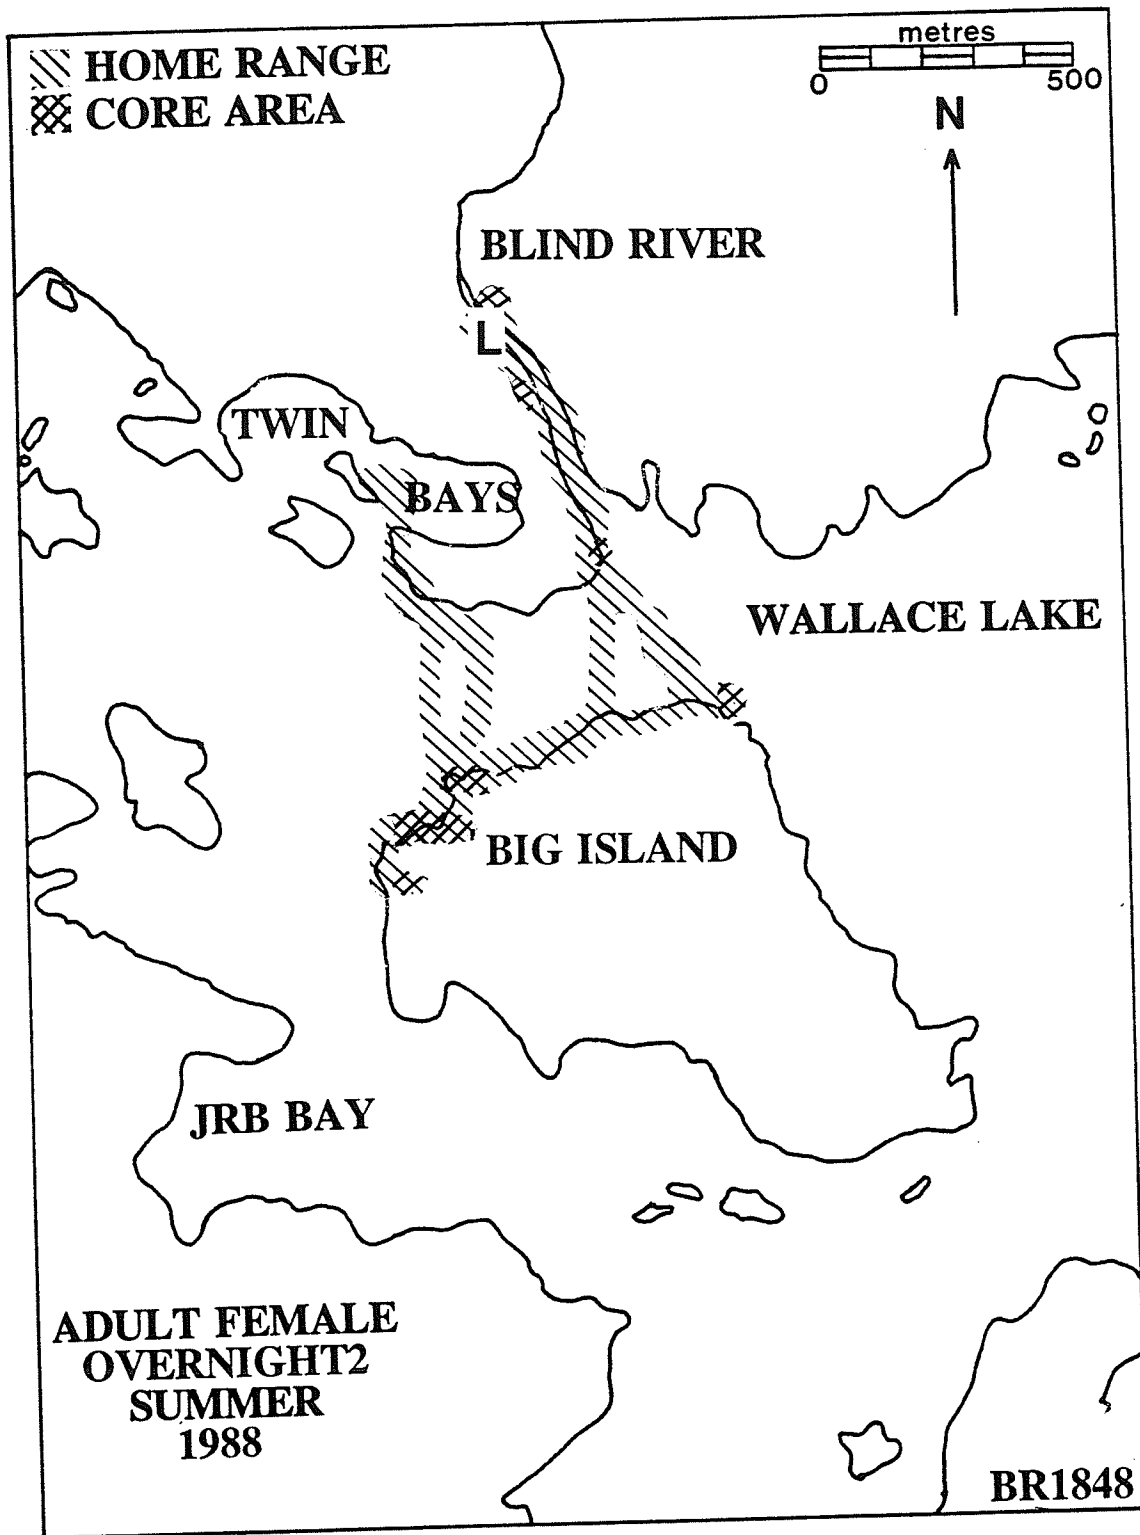 HOME RANGE
CORE AREA
metres
0 500
N
BLIND RIVER
L
TWIN
BAYS
WALLACE LAKE
BIG ISLAND
JRB BAY
ADULT FEMALE
OVERNIGHT2
SUMMER
1988
BR1848